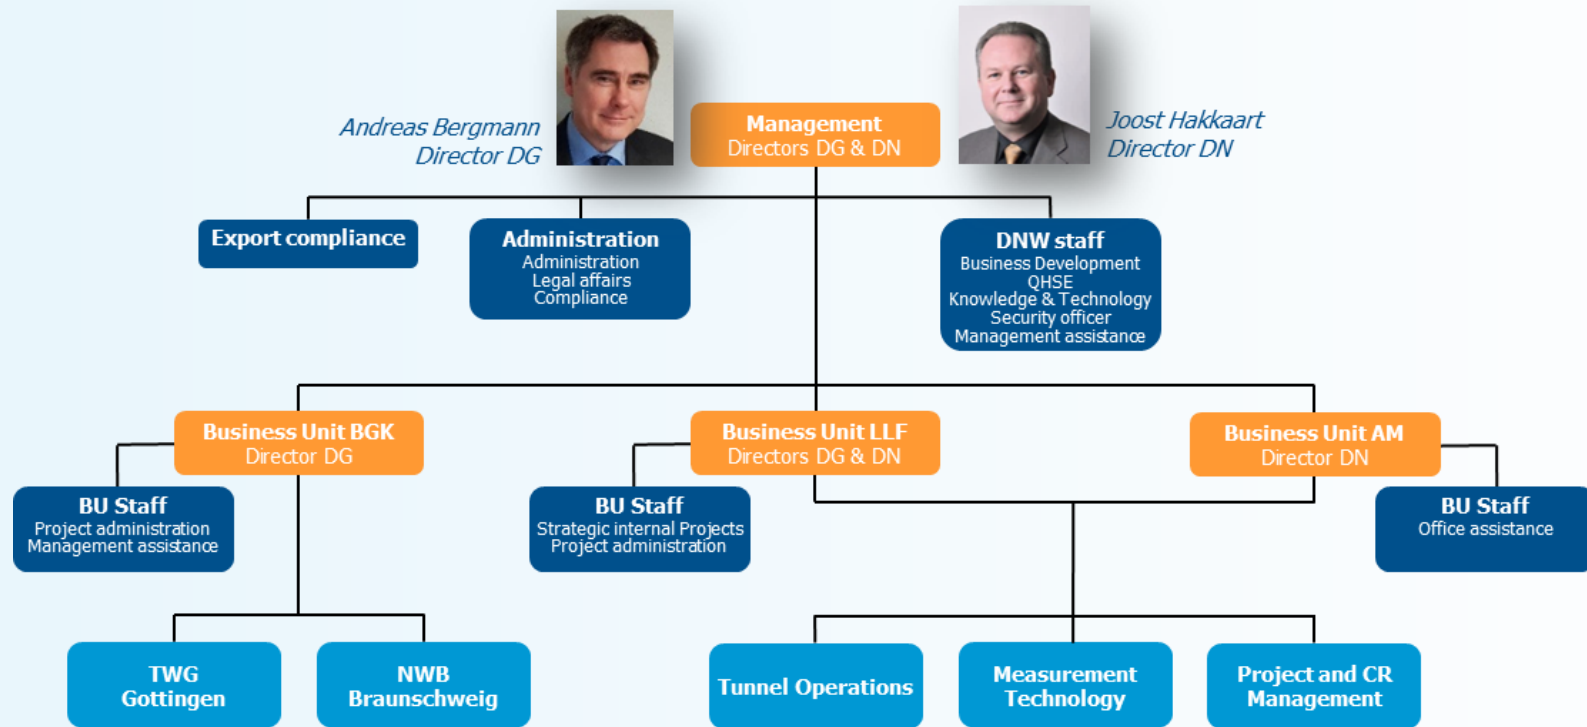 Andreas Bergmann
Director DG
Management
Directors DG & DN
Joost Hakkaart
Director DN
Export compliance
Administration
Administration
Legal affairs
Compliance
DNW staff
Business Development
QHSE
Knowledge & Technology
Security officer
Management assistance
Business Unit BGK
Director DG
Business Unit LLF
Directors DG & DN
Business Unit AM
Director DN
BU Staff
Project administration
Management assistance
BU Staff
Strategic internal Projects
Project administration
BU Staff
Office assistance
TWG
Gottingen
NWB
Braunschweig
Tunnel Operations
Measurement
Technology
Project and CR
Management